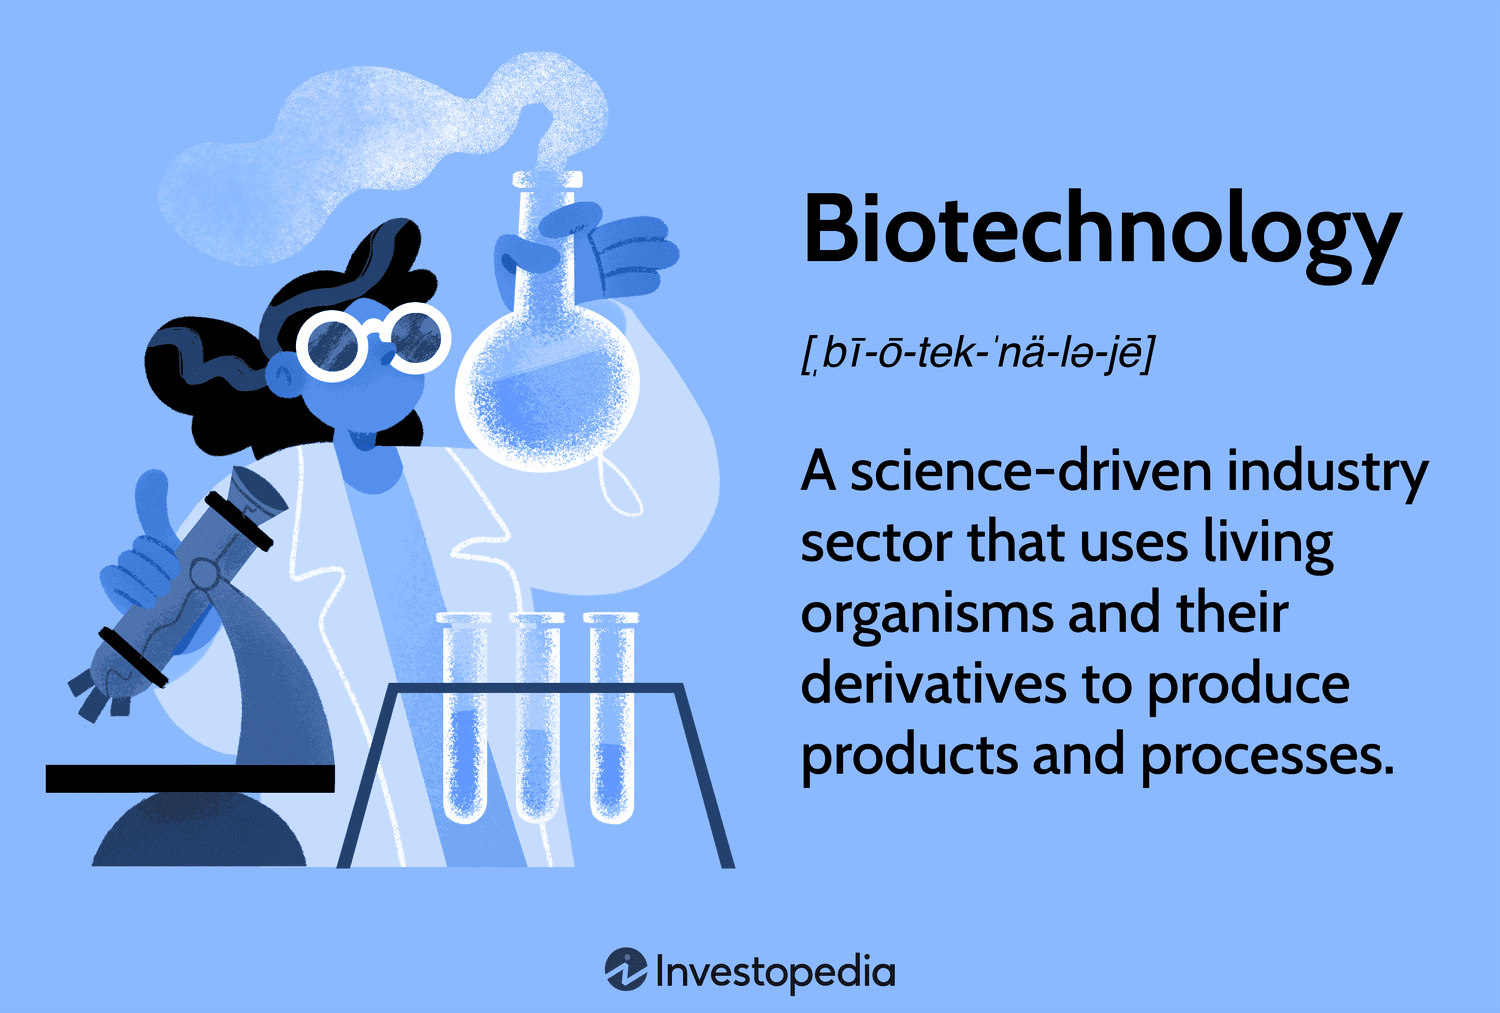 Biotechnology
[ˌbī-ō-tek-ˈnä-lə-jē]
A science-driven industry
sector that uses living
organisms and their
derivatives to produce
products and processes.
Investopedia